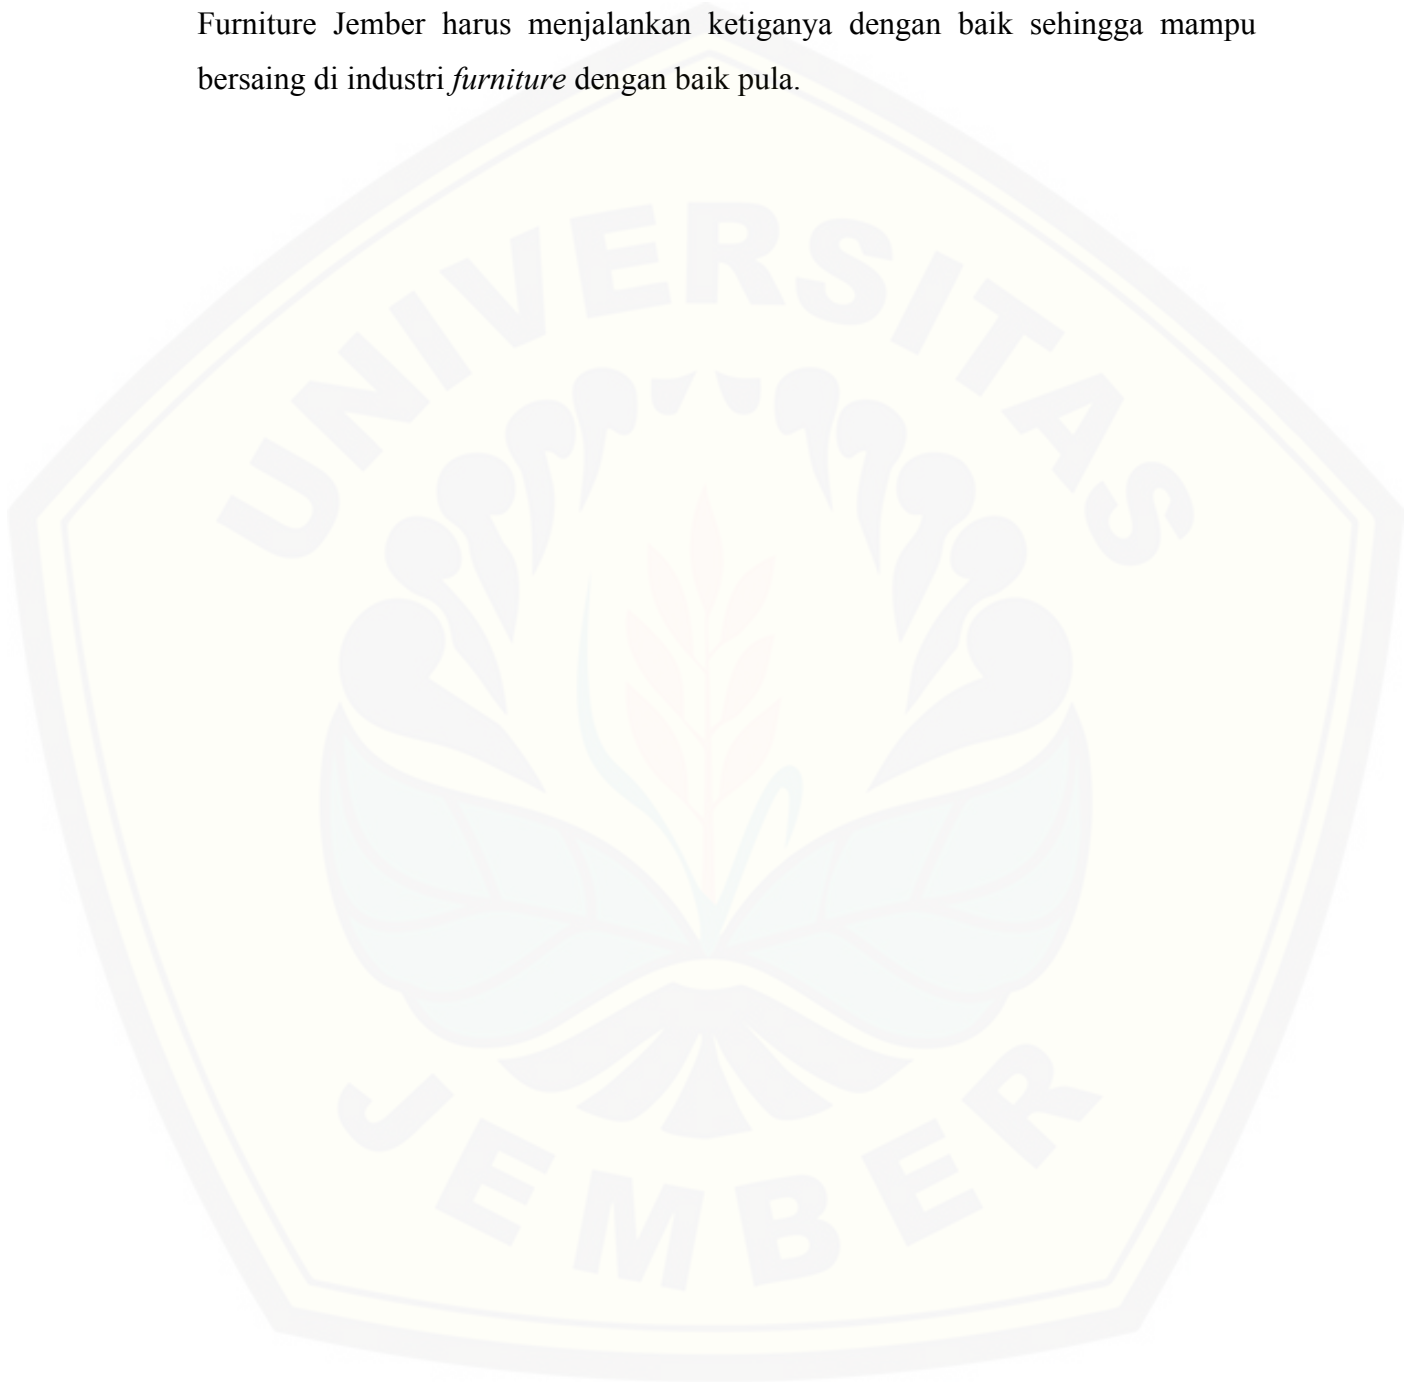 Furniture Jember harus menjalankan ketiganya dengan baik sehingga mampu
bersaing di industri furniture dengan baik pula.
UNIVERSITAS
JEMBER